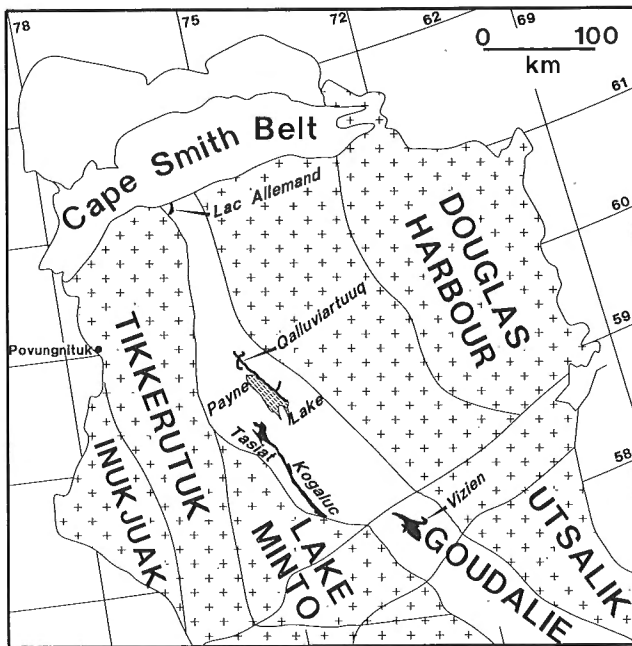 78
75
72
62
69
0 100
km
61
Cape Smith Belt
Lac Allemand
60
DOUGLAS
HARBOUR
Qalluviartuuq
59
Povungnituk
TIKKERUTUK
Payne
Lake
Tasiat
Kogaluc
58
INUKJUAK
LAKE
MINTO
Vizien
GOUDALIE
UTSALIK